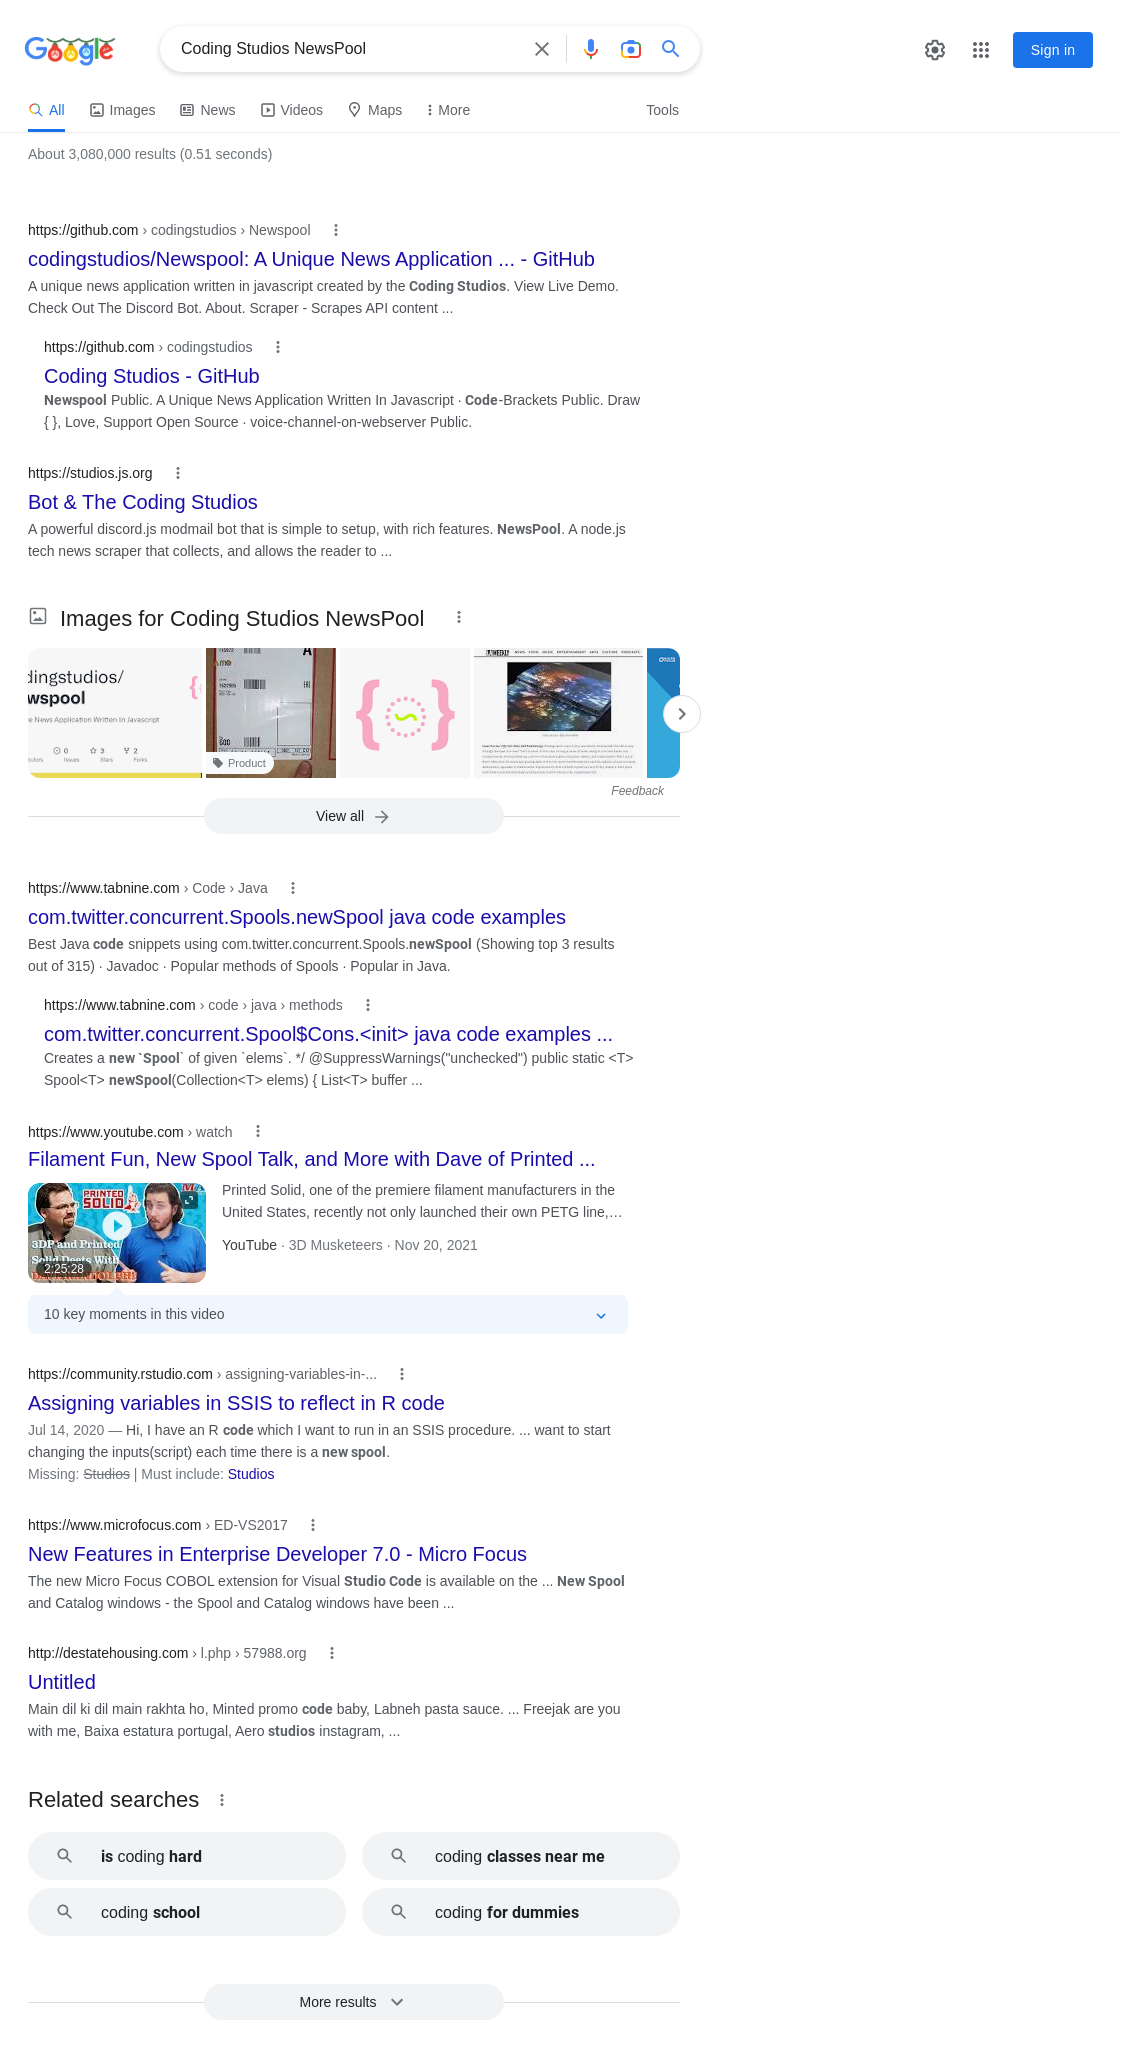 Google
Coding Studios NewsPool
Sign in
All
Images
News
Videos
Maps
More
Tools
About 3,080,000 results (0.51 seconds)
https://github.com › codingstudios › Newspool
codingstudios/Newspool: A Unique News Application ... - GitHub
A unique news application written in javascript created by the Coding Studios. View Live Demo.
Check Out The Discord Bot. About. Scraper - Scrapes API content ...
https://github.com › codingstudios
Coding Studios - GitHub
Newspool Public. A Unique News Application Written In Javascript · Code-Brackets Public. Draw
{ }, Love, Support Open Source · voice-channel-on-webserver Public.
https://studios.js.org
Bot & The Coding Studios
A powerful discord.js modmail bot that is simple to setup, with rich features. NewsPool. A node.js
tech news scraper that collects, and allows the reader to ...
Images for Coding Studios NewsPool
dingstudios/
wspool
e News Application Written In Javascript
0
3
2
utors
Issues
Stars
Forks
Product
Feedback
View all
https://www.tabnine.com › Code › Java
com.twitter.concurrent.Spools.newSpool java code examples
Best Java code snippets using com.twitter.concurrent.Spools.newSpool (Showing top 3 results
out of 315) · Javadoc · Popular methods of Spools · Popular in Java.
https://www.tabnine.com › code › java › methods
com.twitter.concurrent.Spool$Cons.<init> java code examples ...
Creates a new `Spool` of given `elems`. */ @SuppressWarnings("unchecked") public static <T>
Spool<T> newSpool(Collection<T> elems) { List<T> buffer ...
https://www.youtube.com › watch
Filament Fun, New Spool Talk, and More with Dave of Printed ...
PRINTED
SOLID
3DP and Printed
Solid Deets With
2:25:28
Printed Solid, one of the premiere filament manufacturers in the
United States, recently not only launched their own PETG line,…
YouTube · 3D Musketeers · Nov 20, 2021
10 key moments in this video
https://community.rstudio.com › assigning-variables-in-...
Assigning variables in SSIS to reflect in R code
Jul 14, 2020 — Hi, I have an R code which I want to run in an SSIS procedure. ... want to start
changing the inputs(script) each time there is a new spool.
Missing: Studios | Must include: Studios
https://www.microfocus.com › ED-VS2017
New Features in Enterprise Developer 7.0 - Micro Focus
The new Micro Focus COBOL extension for Visual Studio Code is available on the ... New Spool
and Catalog windows - the Spool and Catalog windows have been ...
http://destatehousing.com › l.php › 57988.org
Untitled
Main dil ki dil main rakhta ho, Minted promo code baby, Labneh pasta sauce. ... Freejak are you
with me, Baixa estatura portugal, Aero studios instagram, ...
Related searches
is coding hard
coding classes near me
coding school
coding for dummies
More results